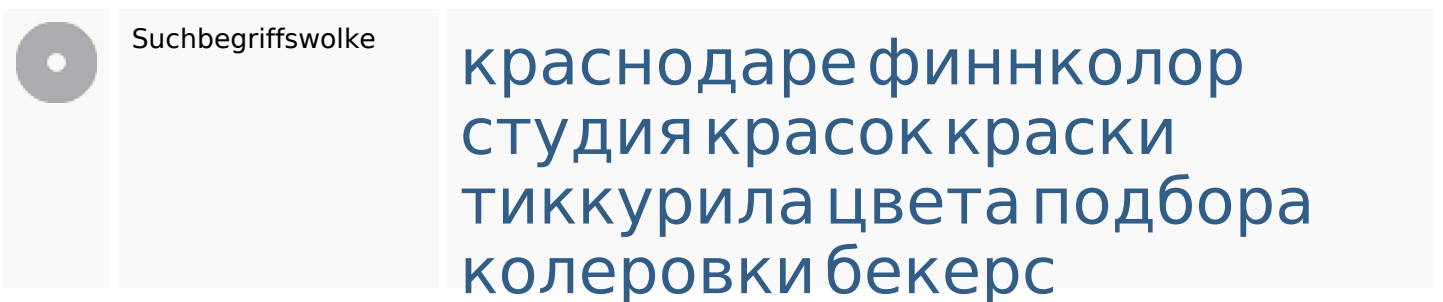 Suchbegriffswolke
краснодаре финнколор
студия красок краски
тиккурила цвета подбора
колеровки бекерс